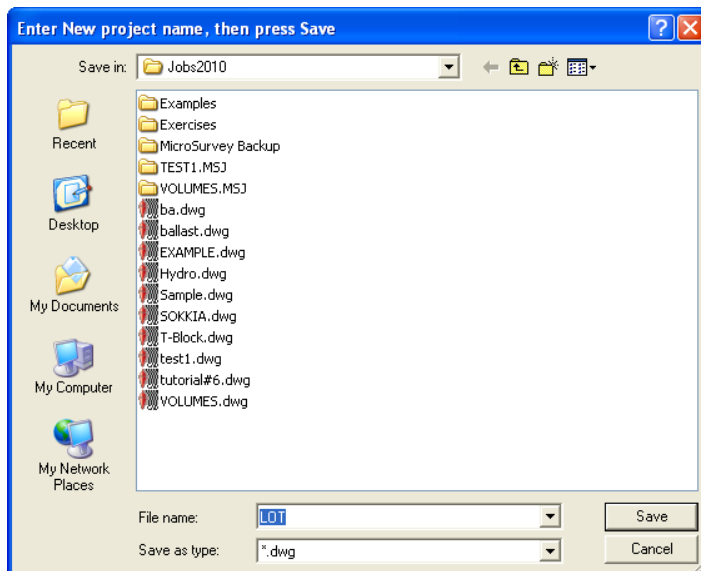 Enter New project name, then press Save
Save in: Jobs2010
Recent
Desktop
My Documents
My Computer
My Network
Places
Examples
Exercises
MicroSurvey Backup
TEST1.MSJ
VOLUMES.MSJ
ba.dwg
ballast.dwg
EXAMPLE.dwg
Hydro.dwg
Sample.dwg
SOKKIA.dwg
T-Block.dwg
test1.dwg
tutorial#6.dwg
VOLUMES.dwg
File name: LOT Save
Save as type: *.dwg Cancel